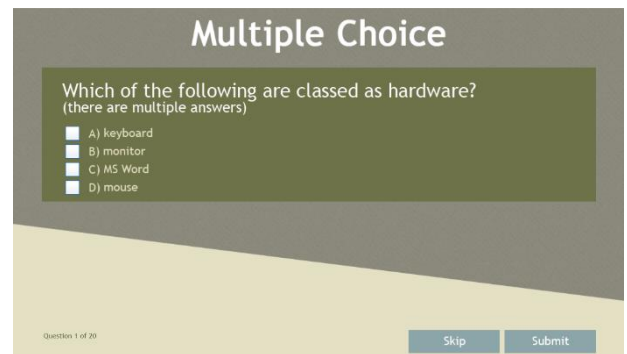 Multiple Choice
Which of the following are classed as hardware?
(there are multiple answers)
A) keyboard
B) monitor
C) MS Word
D) mouse
Question 1 of 20
Skip
Submit